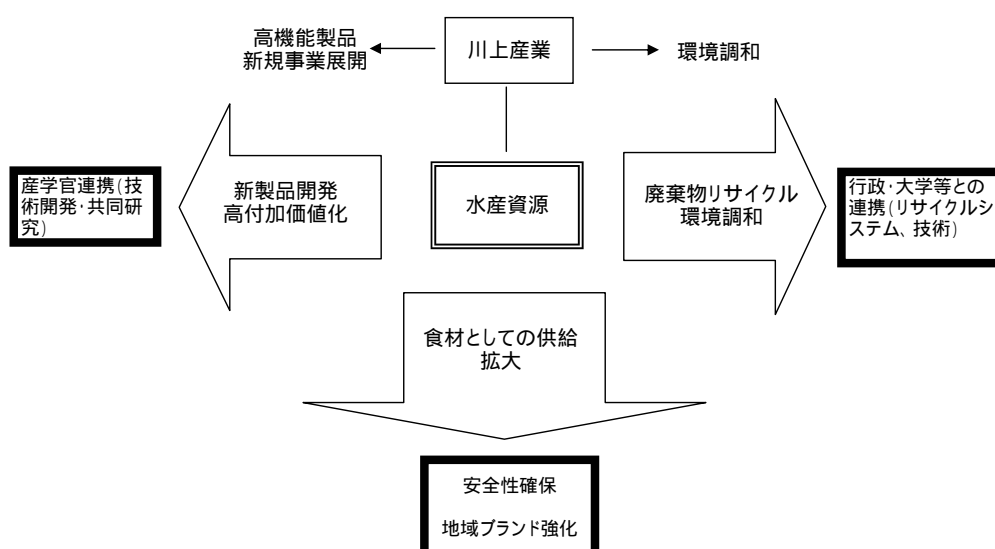 高機能製品
新規事業展開
川上産業
環境調和
産学官連携(技
術開発・共同研
究)
新製品開発
高付加価値化
水産資源
廃棄物リサイクル
環境調和
行政・大学等との
連携(リサイクルシ
ステム、技術)
食材としての供給
拡大
安全性確保
地域ブランド強化